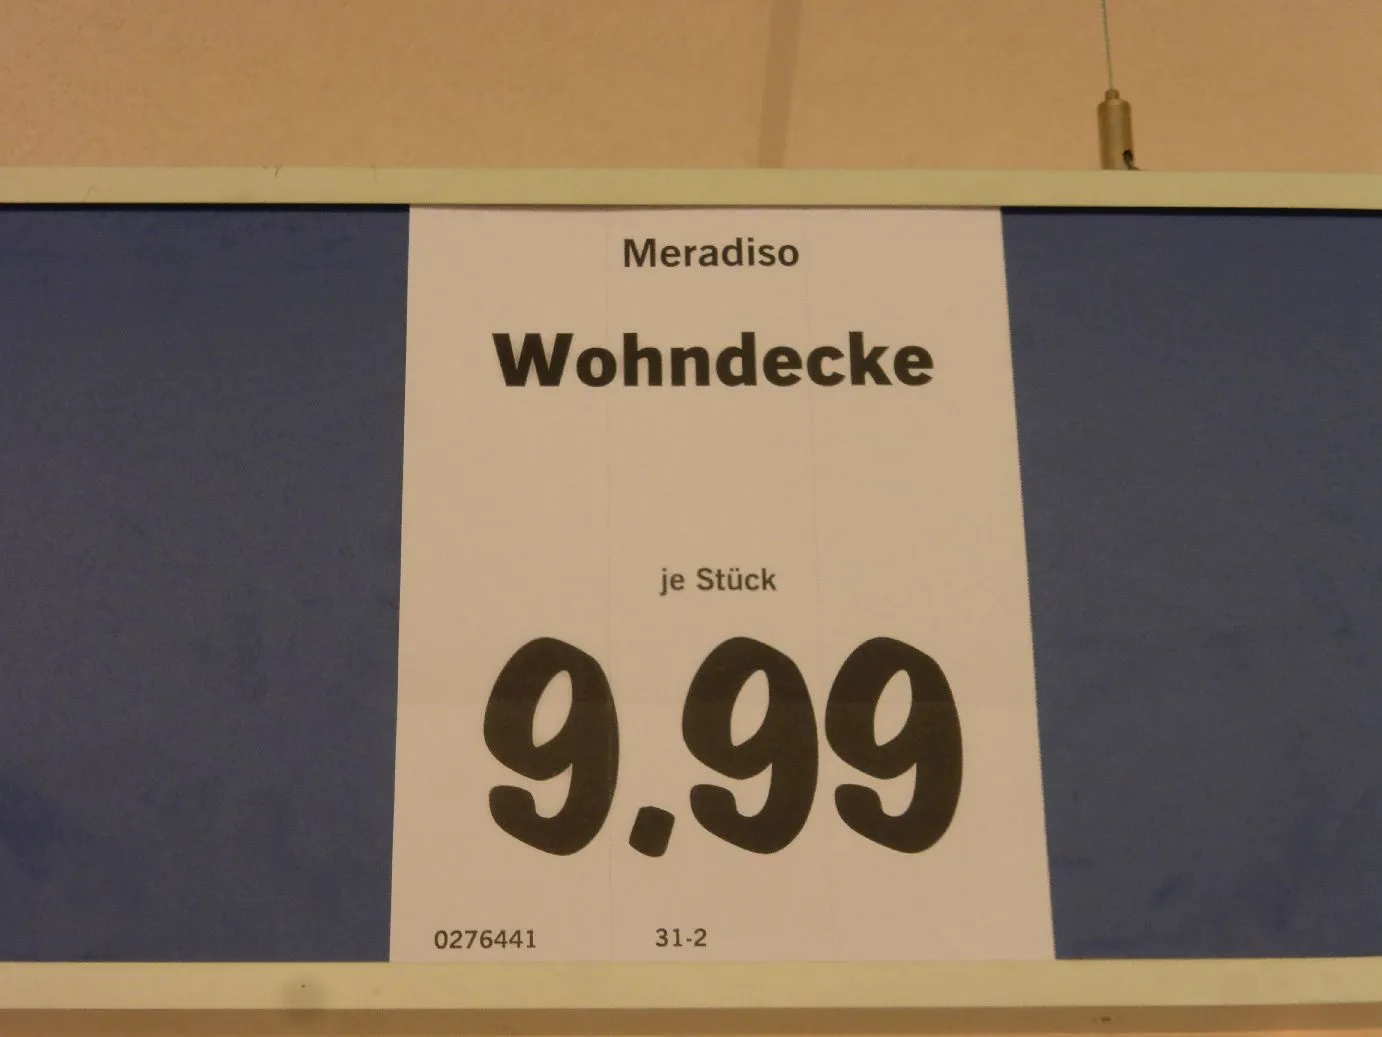 Meradiso
Wohndecke
je Stück
9.99
0276441 31-2